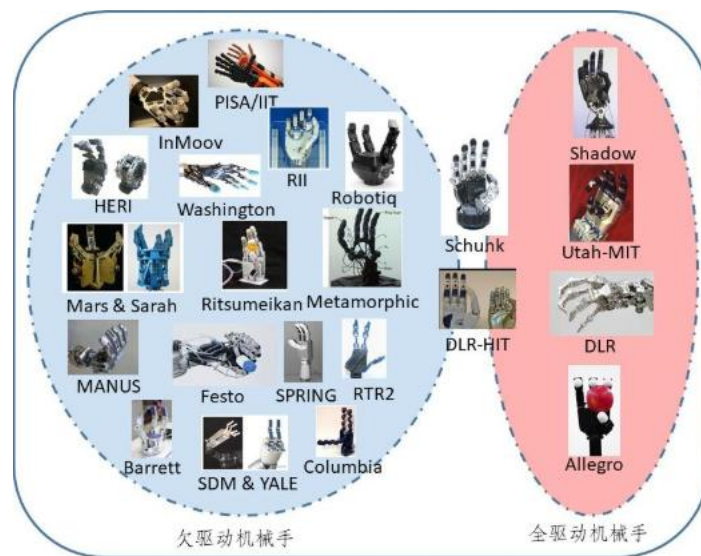 PISA/IIT
InMoov
RII
Shadow
HERI
Washington
Robotiq
Schuhk
Utah-MIT
Mars & Sarah
Ritsumeikan
Metamorphic
DLR-HIT
DLR
MANUS
Festo
SPRING
RTR2
Barrett
SDM & YALE
Columbia
Allegro
欠驱动机械手
全驱动机械手